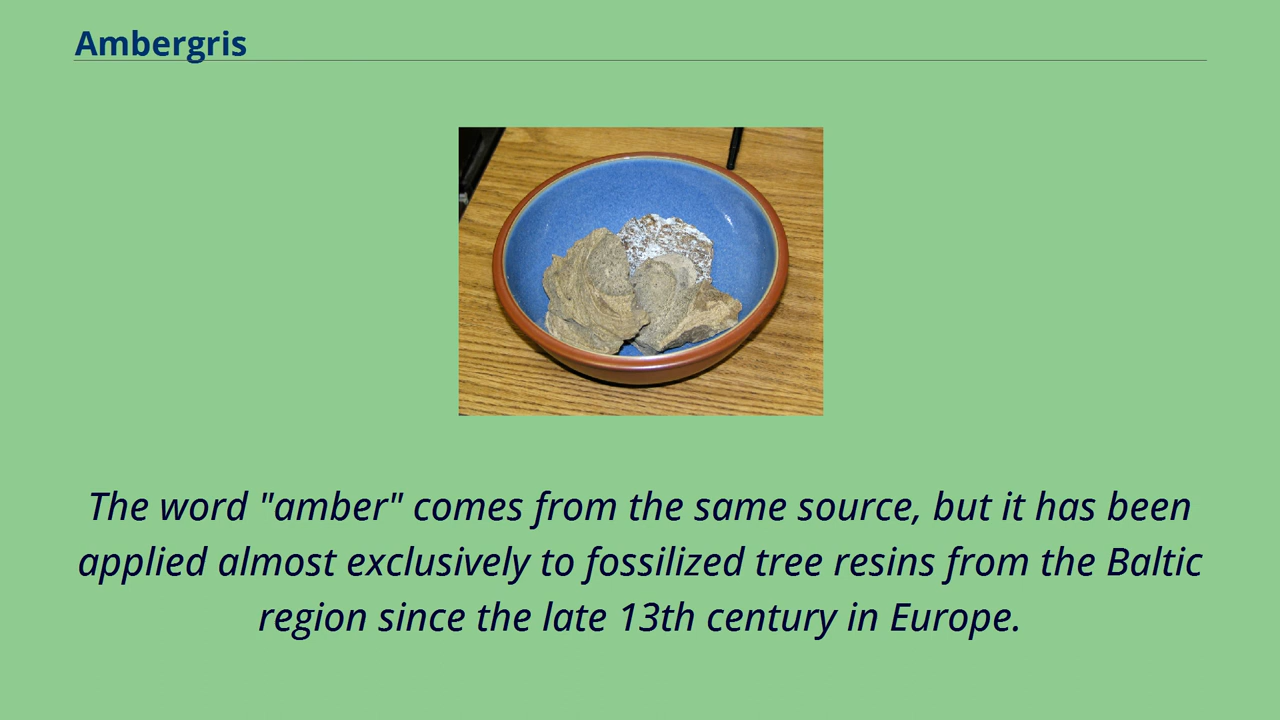 Ambergris
The word "amber" comes from the same source, but it has been
applied almost exclusively to fossilized tree resins from the Baltic
region since the late 13th century in Europe.